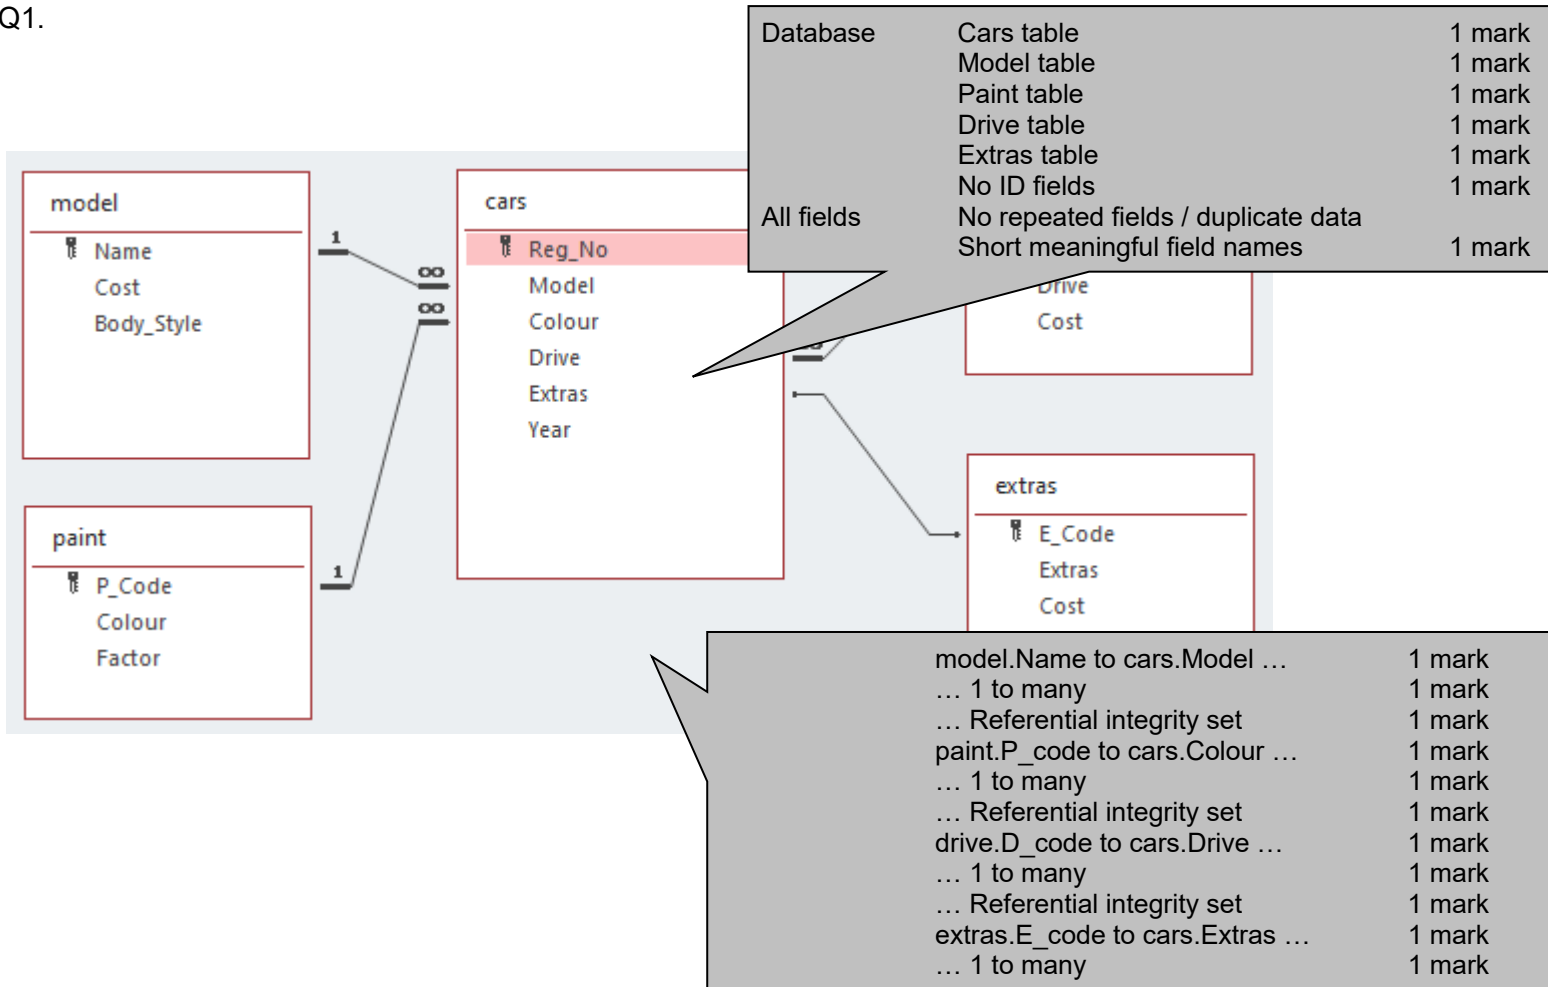 Q1.
Database Cars table 1 mark
Model table 1 mark
Paint table 1 mark
Drive table 1 mark
Extras table 1 mark
No ID fields 1 mark
All fields No repeated fields / duplicate data
Short meaningful field names 1 mark
model
Name
Cost
Body_Style
1
∞
∞
cars
Reg_No
Model
Colour
Drive
Extras
Year
Drive
Cost
paint
P_Code
Colour
Factor
1
extras
E_Code
Extras
Cost
model.Name to cars.Model … 1 mark
… 1 to many 1 mark
… Referential integrity set 1 mark
paint.P_code to cars.Colour … 1 mark
… 1 to many 1 mark
… Referential integrity set 1 mark
drive.D_code to cars.Drive … 1 mark
… 1 to many 1 mark
… Referential integrity set 1 mark
extras.E_code to cars.Extras … 1 mark
… 1 to many 1 mark